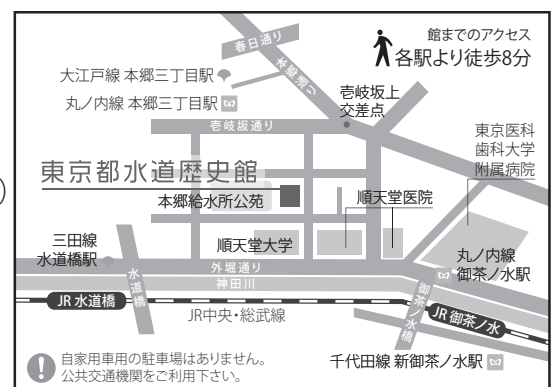 春日通り
本郷通り
館までのアクセス
各駅より徒歩8分
大江戸線 本郷三丁目駅
丸ノ内線 本郷三丁目駅
壱岐坂上
交差点
壱岐坂通り
東京医科
歯科大学
附属病院
東京都水道歴史館
本郷給水所公苑
順天堂医院
三田線
水道橋駅
順天堂大学
丸ノ内線
御茶ノ水駅
外堀通り
神田川
水道橋
御茶ノ水橋
JR 水道橋
JR中央・総武線
JR 御茶ノ水
自家用車用の駐車場はありません。
公共交通機関をご利用下さい。
千代田線 新御茶ノ水駅